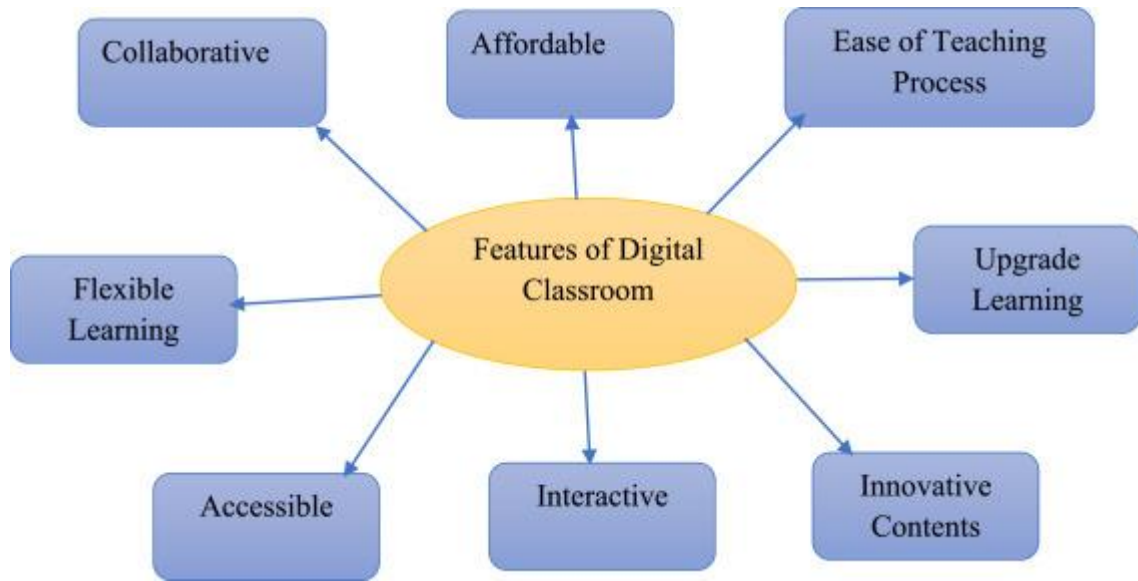 Collaborative
Affordable
Ease of Teaching
Process
Features of Digital
Classroom
Flexible
Learning
Upgrade
Learning
Accessible
Interactive
Innovative
Contents